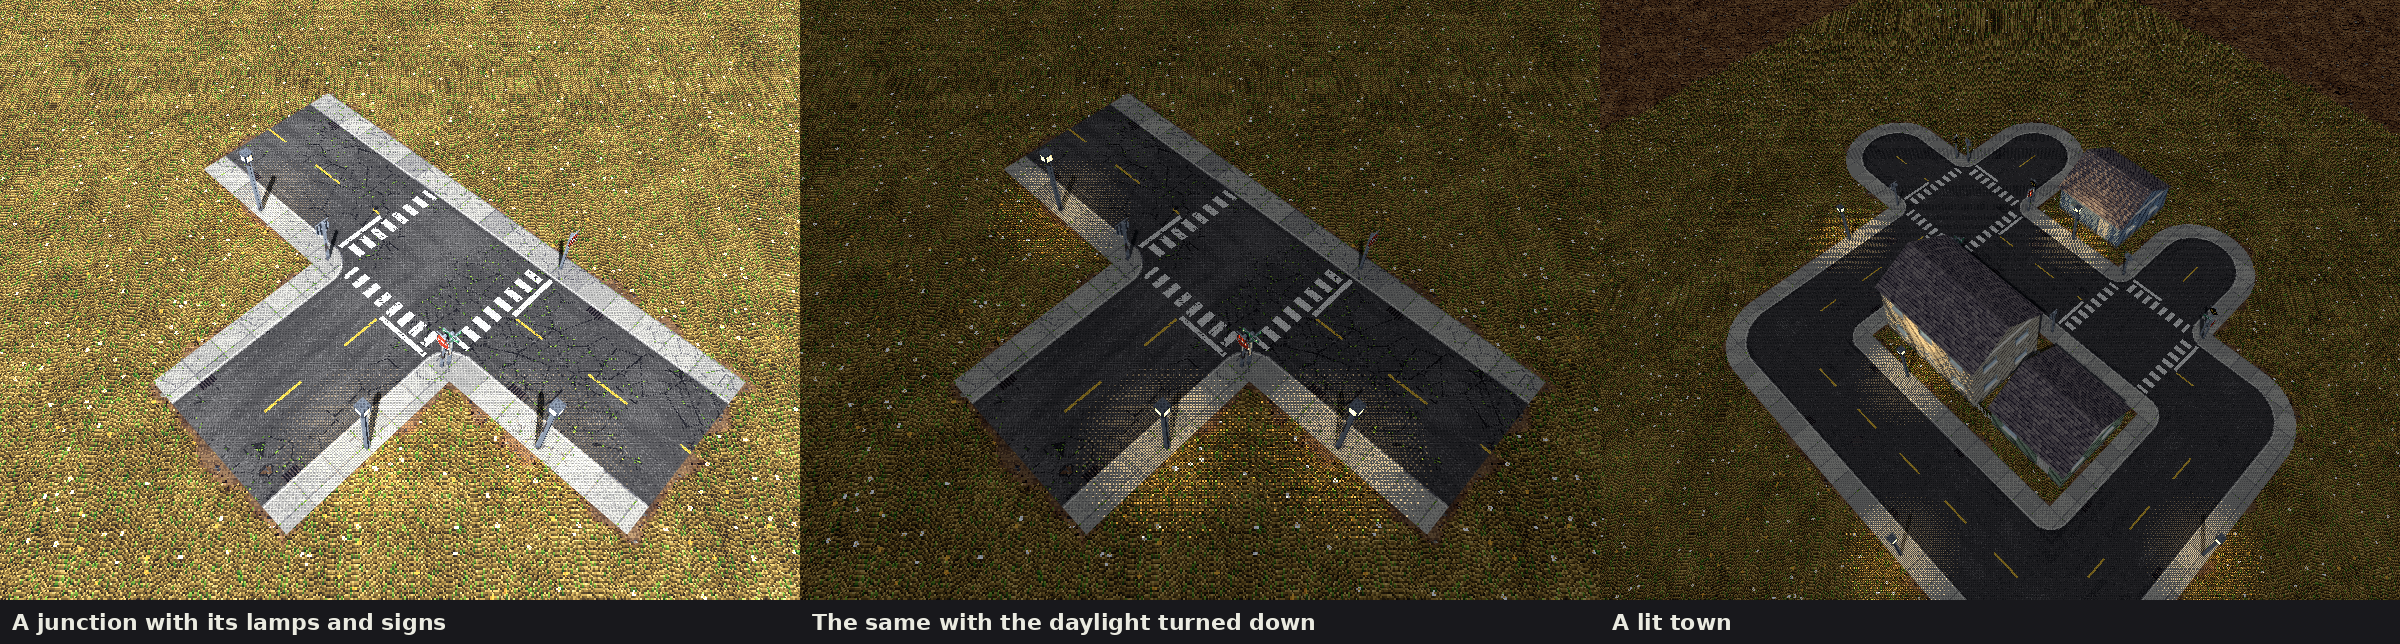 A junction with its lamps and signs
The same with the daylight turned down
A lit town